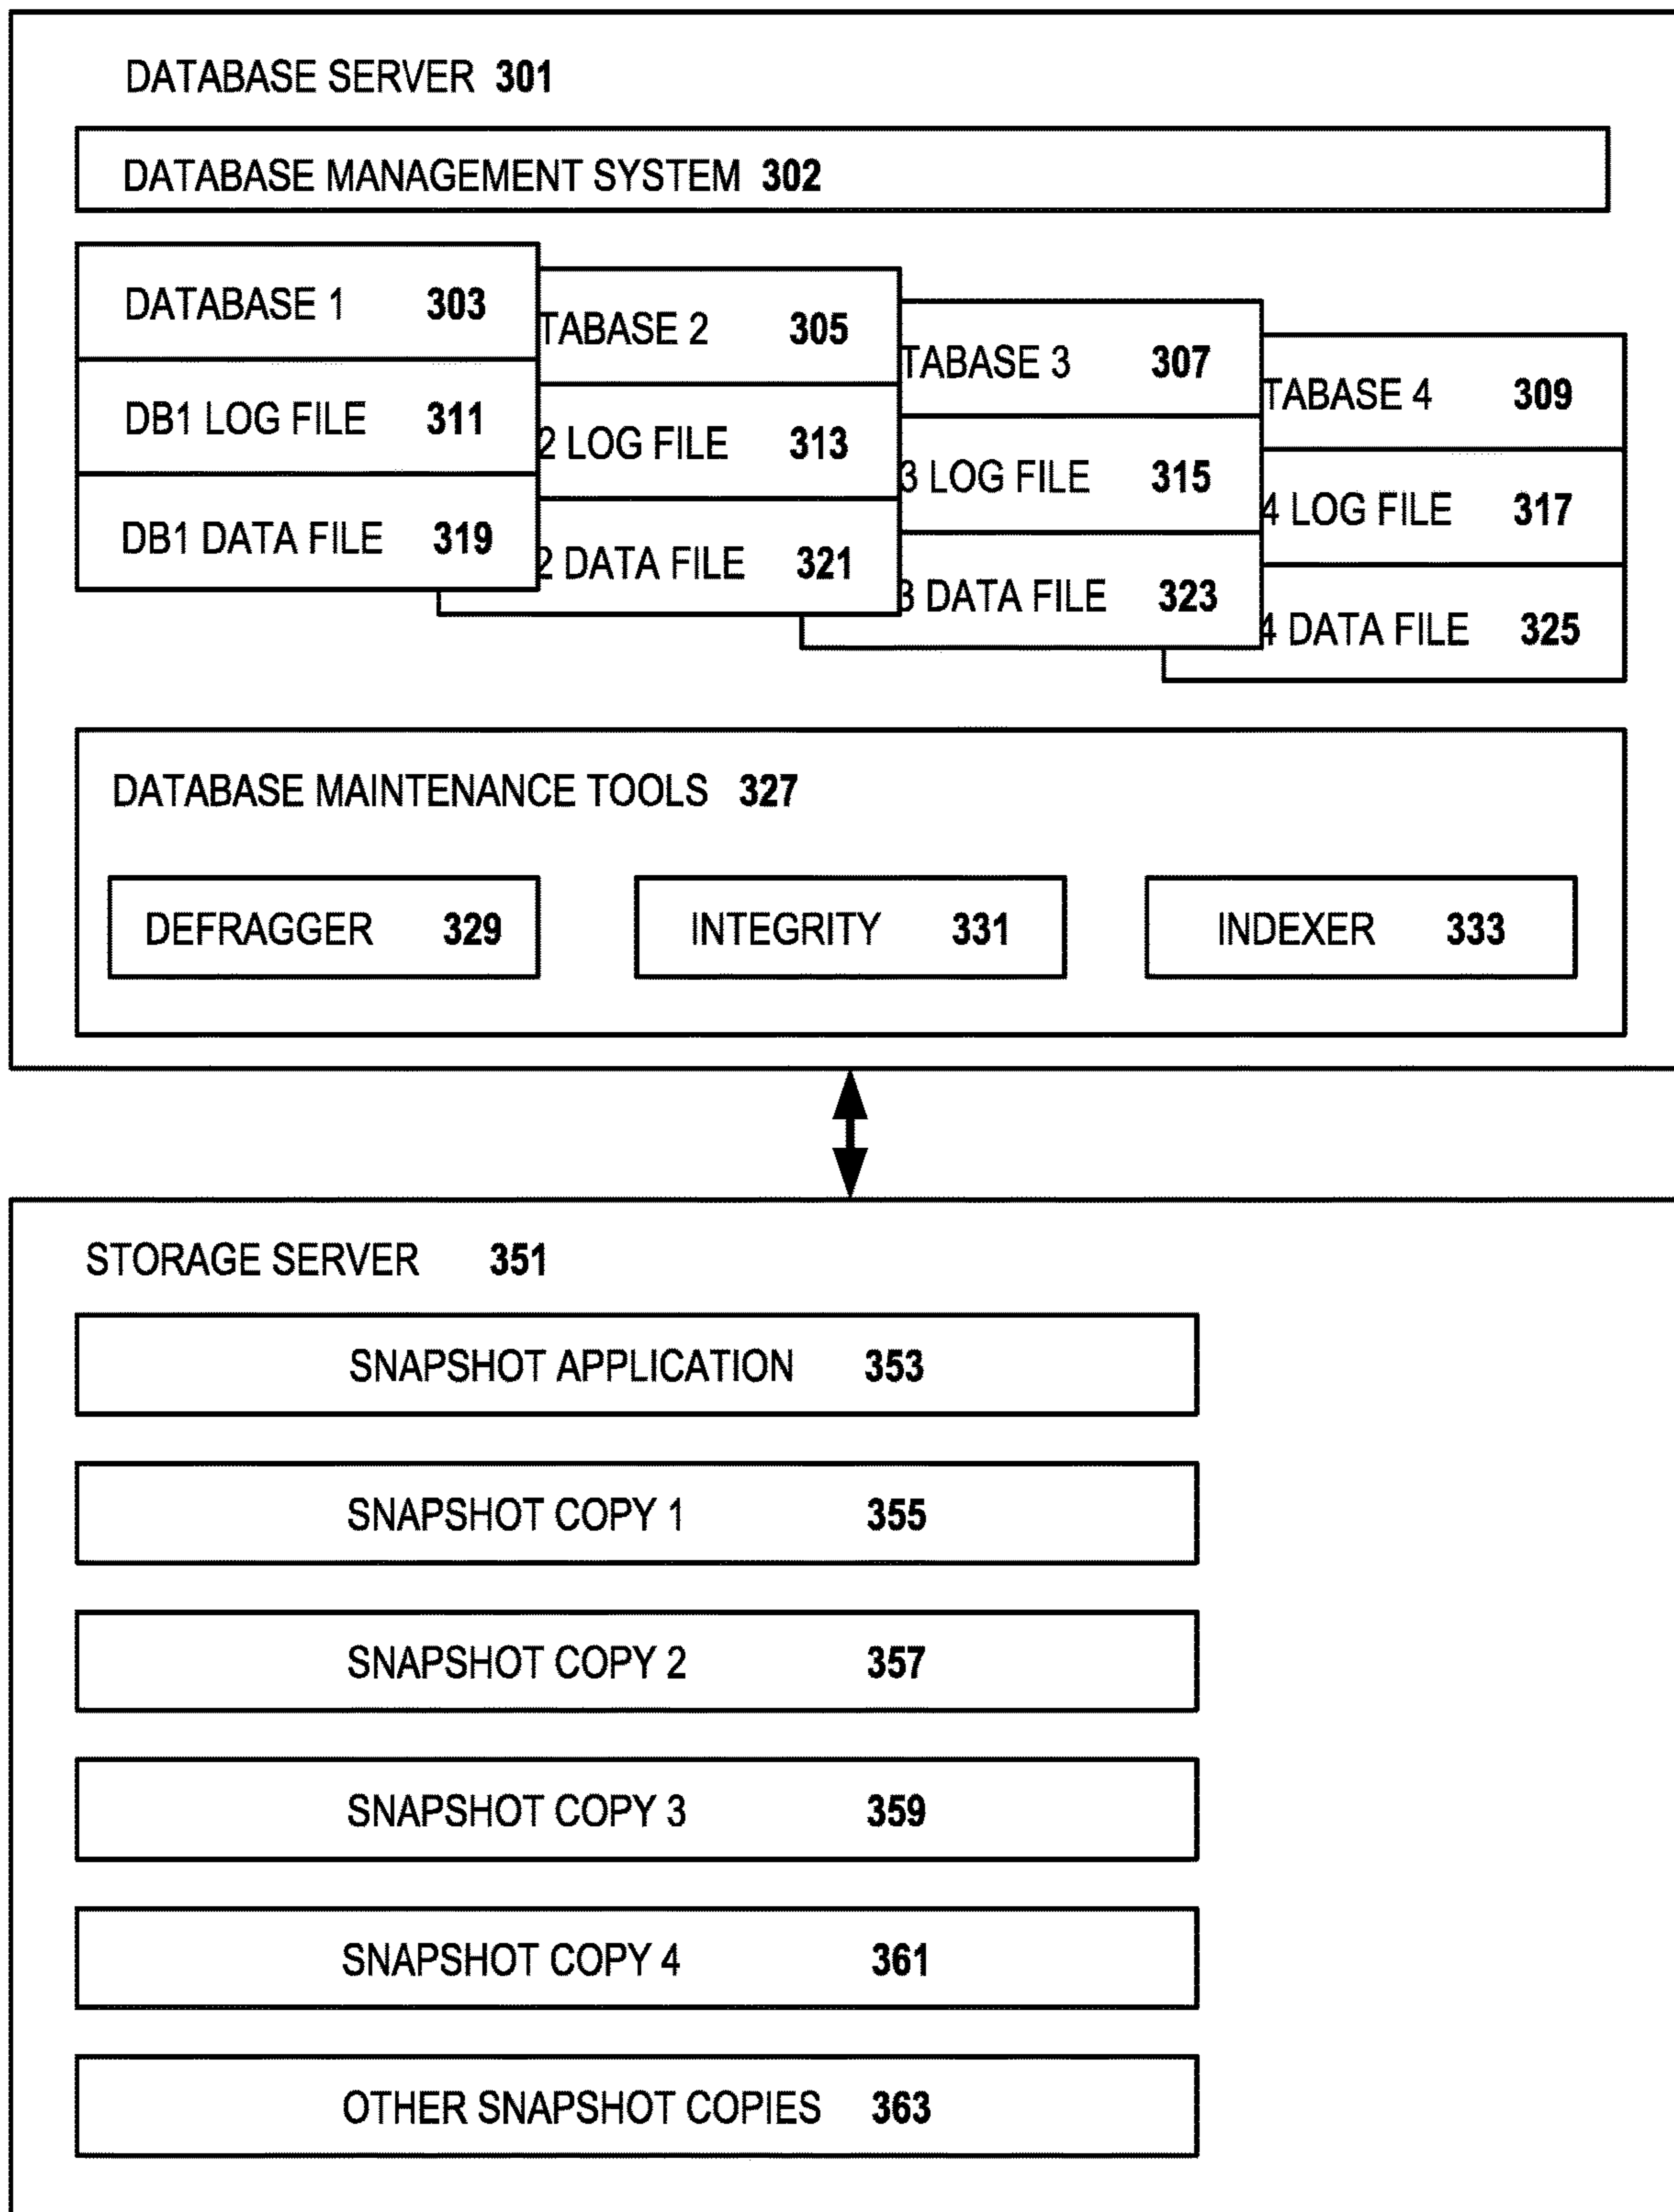 DATABASE SERVER 301
DATABASE MANAGEMENT SYSTEM 302
DATABASE 1 303
DB1 LOG FILE 311
DB1 DATA FILE 319
TABASE 2 305
2 LOG FILE 313
2 DATA FILE 321
TABASE 3 307
3 LOG FILE 315
3 DATA FILE 323
TABASE 4 309
4 LOG FILE 317
4 DATA FILE 325
DATABASE MAINTENANCE TOOLS 327
DEFRAGGER 329
INTEGRITY 331
INDEXER 333
STORAGE SERVER 351
SNAPSHOT APPLICATION 353
SNAPSHOT COPY 1 355
SNAPSHOT COPY 2 357
SNAPSHOT COPY 3 359
SNAPSHOT COPY 4 361
OTHER SNAPSHOT COPIES 363